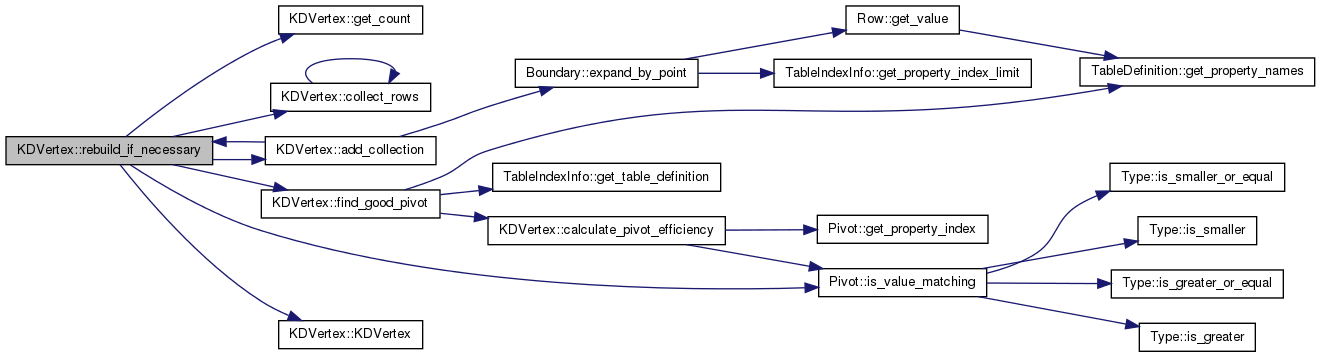 KDVertex::get_count
Row::get_value
Boundary::expand_by_point
TableIndexInfo::get_property_index_limit
TableDefinition::get_property_names
KDVertex::collect_rows
KDVertex::rebuild_if_necessary
KDVertex::add_collection
TableIndexInfo::get_table_definition
Type::is_smaller_or_equal
KDVertex::find_good_pivot
KDVertex::calculate_pivot_efficiency
Pivot::get_property_index
Type::is_smaller
Pivot::is_value_matching
Type::is_greater_or_equal
KDVertex::KDVertex
Type::is_greater